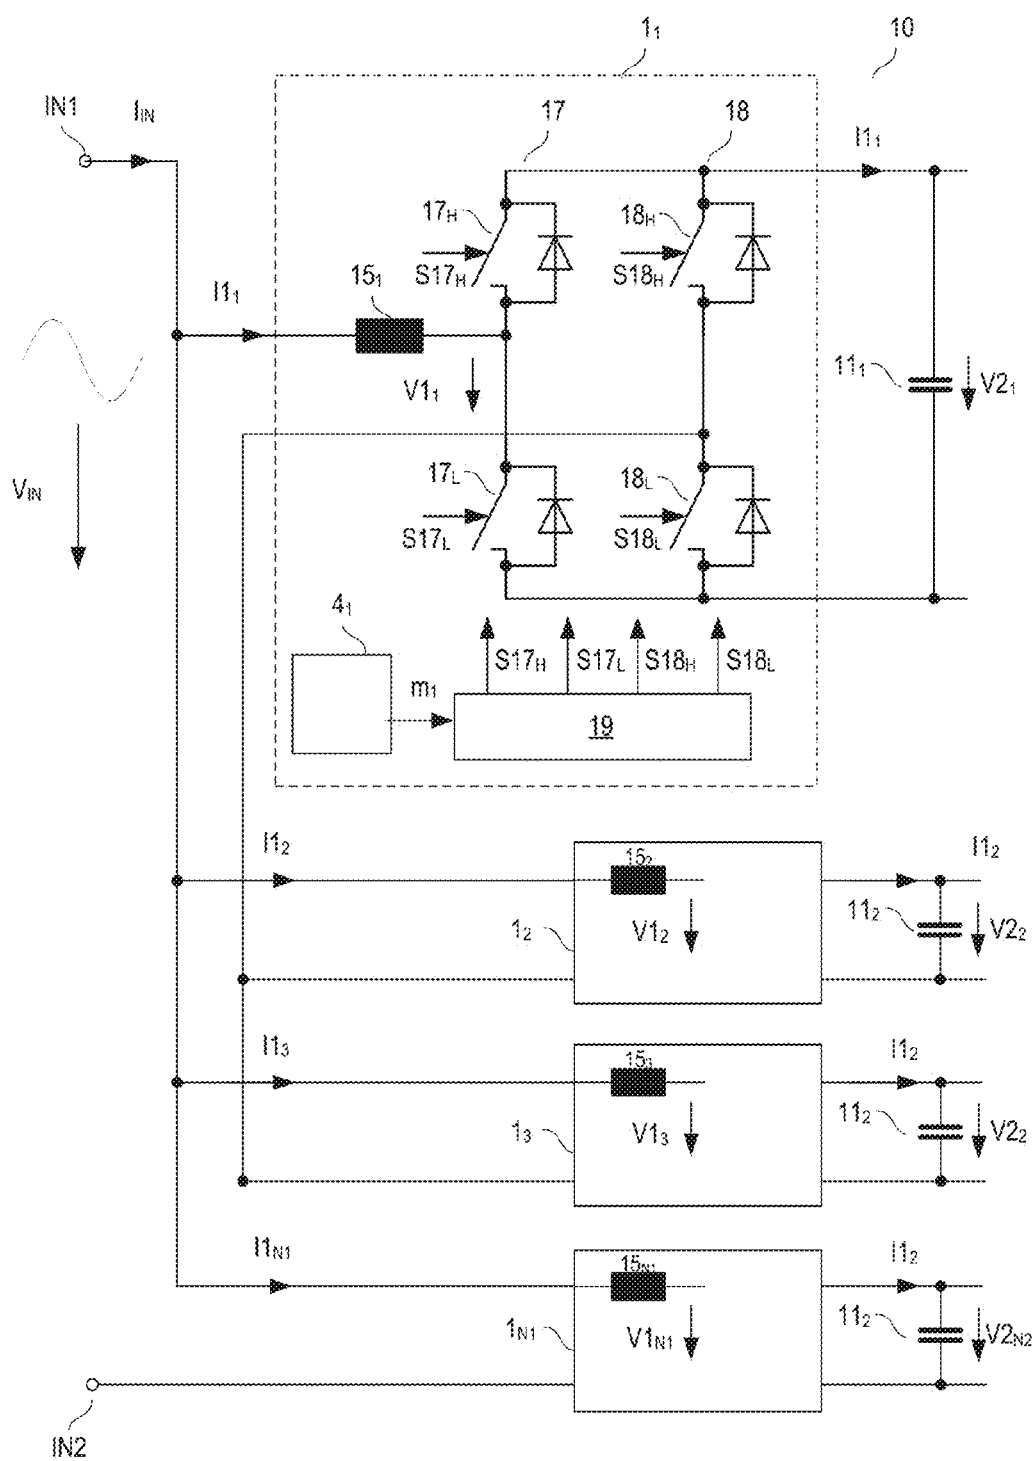 1₁
10
IN1
I_IN
17
18
I1₁
17_H
18_H
S17_H
S18_H
I1₁
15₁
V1₁
11₁
V2₁
V_IN
17_L
18_L
S17_L
S18_L
4₁
S17_H
S17_L
S18_H
S18_L
m₁
19
I1₂
15₂
I1₂
1₂
V1₂
11₂
V2₂
I1₃
15₃
I1₂
1₃
V1₃
11₂
V2₂
I1_N1
15_N1
I1₂
1_N1
V1_N1
11₂
V2_N2
IN2